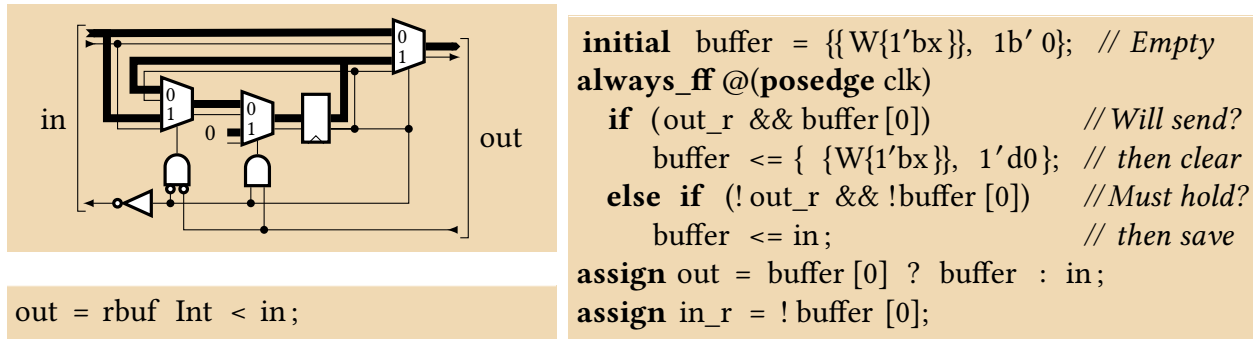 0
1
0
1
0
1
0
in
out
out = rbuf Int < in;
initial buffer = {{W{1′bx}}, 1b′ 0}; // Empty
always_ff @(posedge clk)
if (out_r && buffer[0]) // Will send?
buffer <= { {W{1′bx}}, 1′d0}; // then clear
else if (!out_r && !buffer[0]) // Must hold?
buffer <= in; // then save
assign out = buffer[0] ? buffer : in;
assign in_r = !buffer[0];